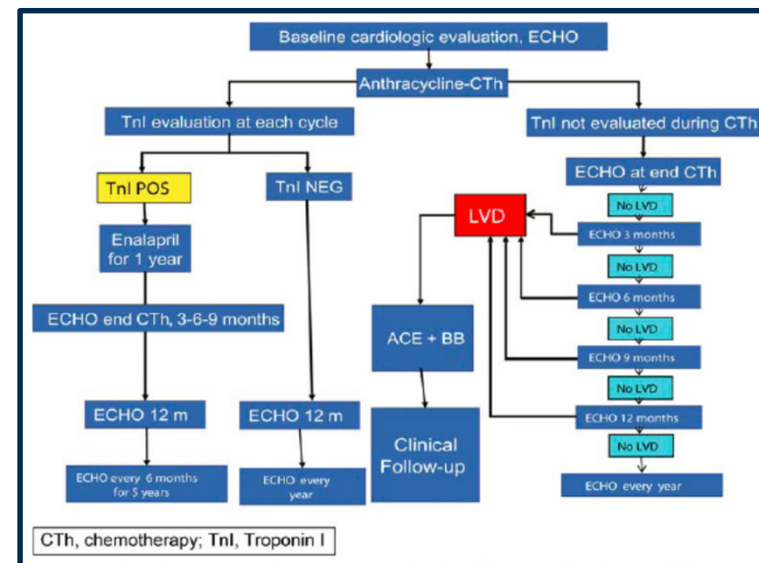 Baseline cardiologic evaluation, ECHO
Anthracycline-CTh
TnI evaluation at each cycle
TnI POS
Enalapril
for 1 year
ECHO end CTh, 3-6-9 months
ECHO 12 m
ECHO every 6 months
for 5 years
TnI NEG
ECHO 12 m
ECHO every
year
LVD
ACE + BB
Clinical
Follow-up
TnI not evaluated during CTh
ECHO at end CTh
No LVD
ECHO 3 months
No LVD
ECHO 6 months
No LVD
ECHO 9 months
No LVD
ECHO 12 months
No LVD
ECHO every year
CTh, chemotherapy; TnI, Troponin I